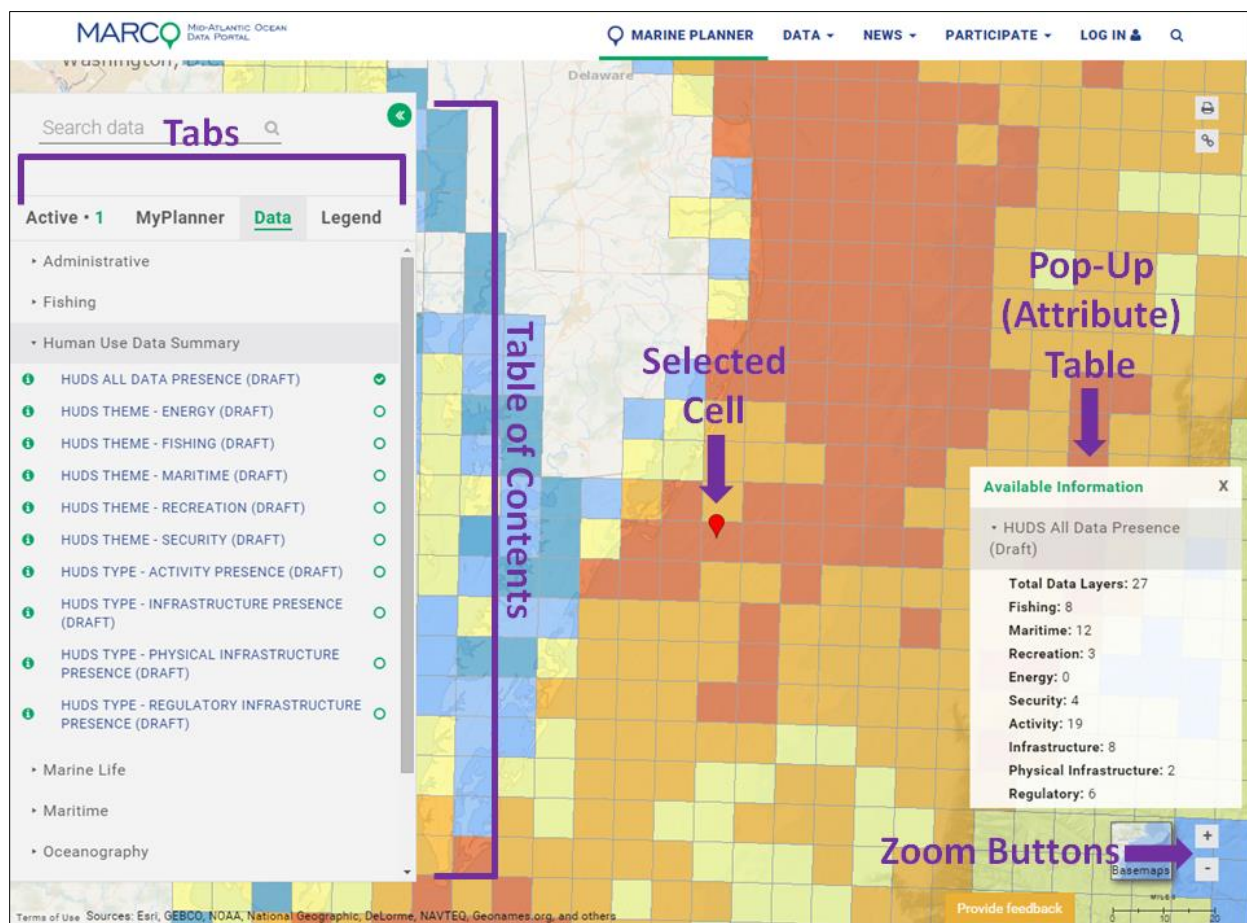 MARCO MID-ATLANTIC OCEAN
DATA PORTAL
MARINE PLANNER DATA NEWS PARTICIPATE LOG IN
Washington, D.C.
Delaware
Search data
Tabs
Active • 1 MyPlanner Data Legend
Administrative
Fishing
Human Use Data Summary
HUDS ALL DATA PRESENCE (DRAFT)
HUDS THEME - ENERGY (DRAFT)
HUDS THEME - FISHING (DRAFT)
HUDS THEME - MARITIME (DRAFT)
HUDS THEME - RECREATION (DRAFT)
HUDS THEME - SECURITY (DRAFT)
HUDS TYPE - ACTIVITY PRESENCE (DRAFT)
HUDS TYPE - INFRASTRUCTURE PRESENCE
(DRAFT)
HUDS TYPE - PHYSICAL INFRASTRUCTURE
PRESENCE (DRAFT)
HUDS TYPE - REGULATORY INFRASTRUCTURE
PRESENCE (DRAFT)
Marine Life
Maritime
Oceanography
Table of Contents
Selected
Cell
Pop-Up
(Attribute)
Table
Available Information X
HUDS All Data Presence
(Draft)
Total Data Layers: 27
Fishing: 8
Maritime: 12
Recreation: 3
Energy: 0
Security: 4
Activity: 19
Infrastructure: 8
Physical Infrastructure: 2
Regulatory: 6
Zoom Buttons
+
-
Basemaps
Provide feedback
0 10 20
Terms of Use Sources: Esri, GEBCO, NOAA, National Geographic, DeLorme, NAVTEQ, Geonames.org, and others